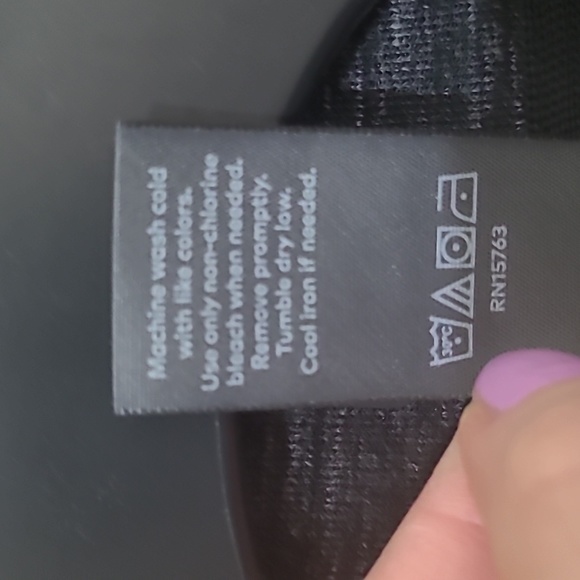 Machine wash cold
with like colors.
Use only non-chlorine
bleach when needed.
Remove promptly.
Tumble dry low.
Cool iron if needed.
30°C
RN15763